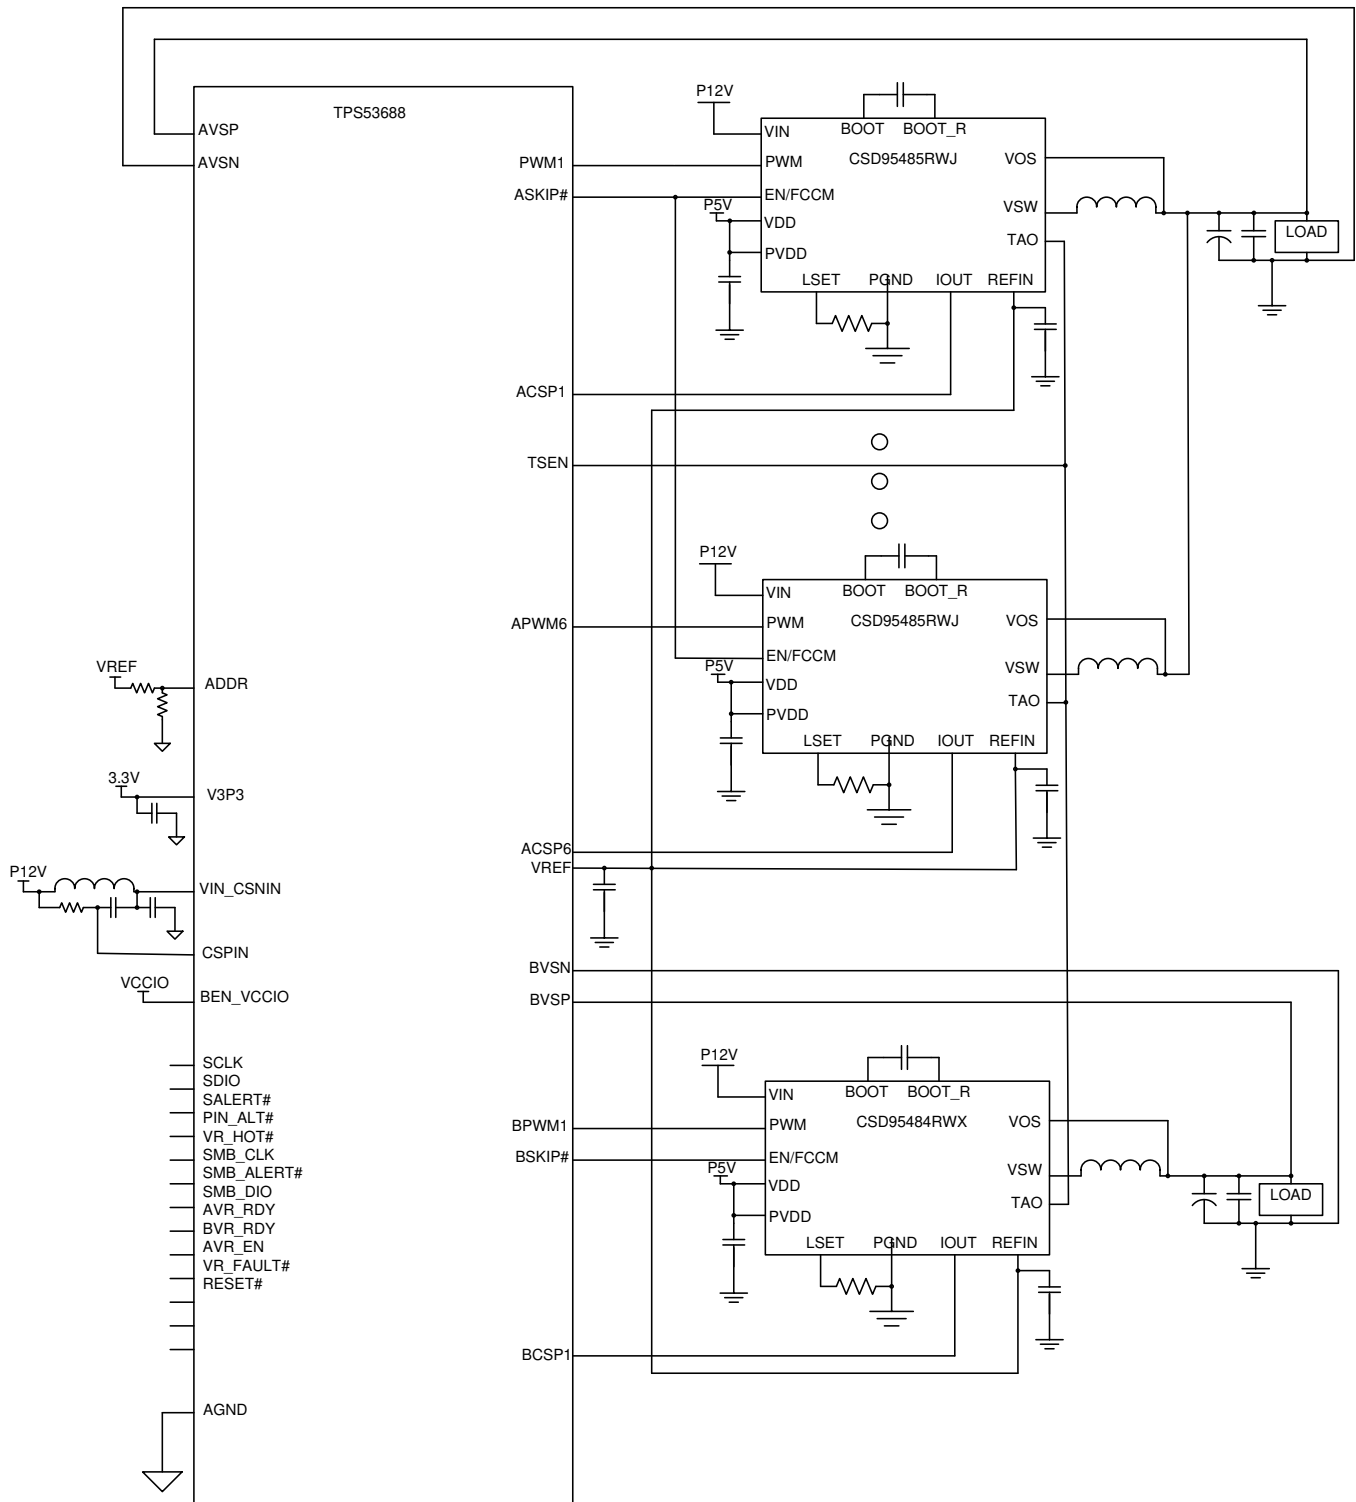 TPS53688
AVSP
AVSN
PWM1
ASKIP#
P12V
VIN
BOOT
BOOT_R
CSD95485RWJ
PWM
VOS
EN/FCCM
P5V
VDD
VSW
PVDD
TAO
LSET
PGND
IOUT
REFIN
LOAD
ACSP1
TSEN
P12V
VIN
BOOT
BOOT_R
CSD95485RWJ
APWM6
PWM
VOS
EN/FCCM
P5V
VDD
VSW
PVDD
TAO
LSET
PGND
IOUT
REFIN
VREF
ADDR
3.3V
V3P3
ACSP6
VREF
P12V
VIN_CSNIN
CSPIN
VCCIO
BEN_VCCIO
BVSN
BVSP
SCLK
SDIO
SALERT#
PIN_ALT#
VR_HOT#
SMB_CLK
SMB_ALERT#
SMB_DIO
AVR_RDY
BVR_RDY
AVR_EN
VR_FAULT#
RESET#
P12V
VIN
BOOT
BOOT_R
CSD95484RWX
BPWM1
PWM
VOS
BSKIP#
EN/FCCM
P5V
VDD
VSW
PVDD
TAO
LSET
PGND
IOUT
REFIN
LOAD
BCSP1
AGND